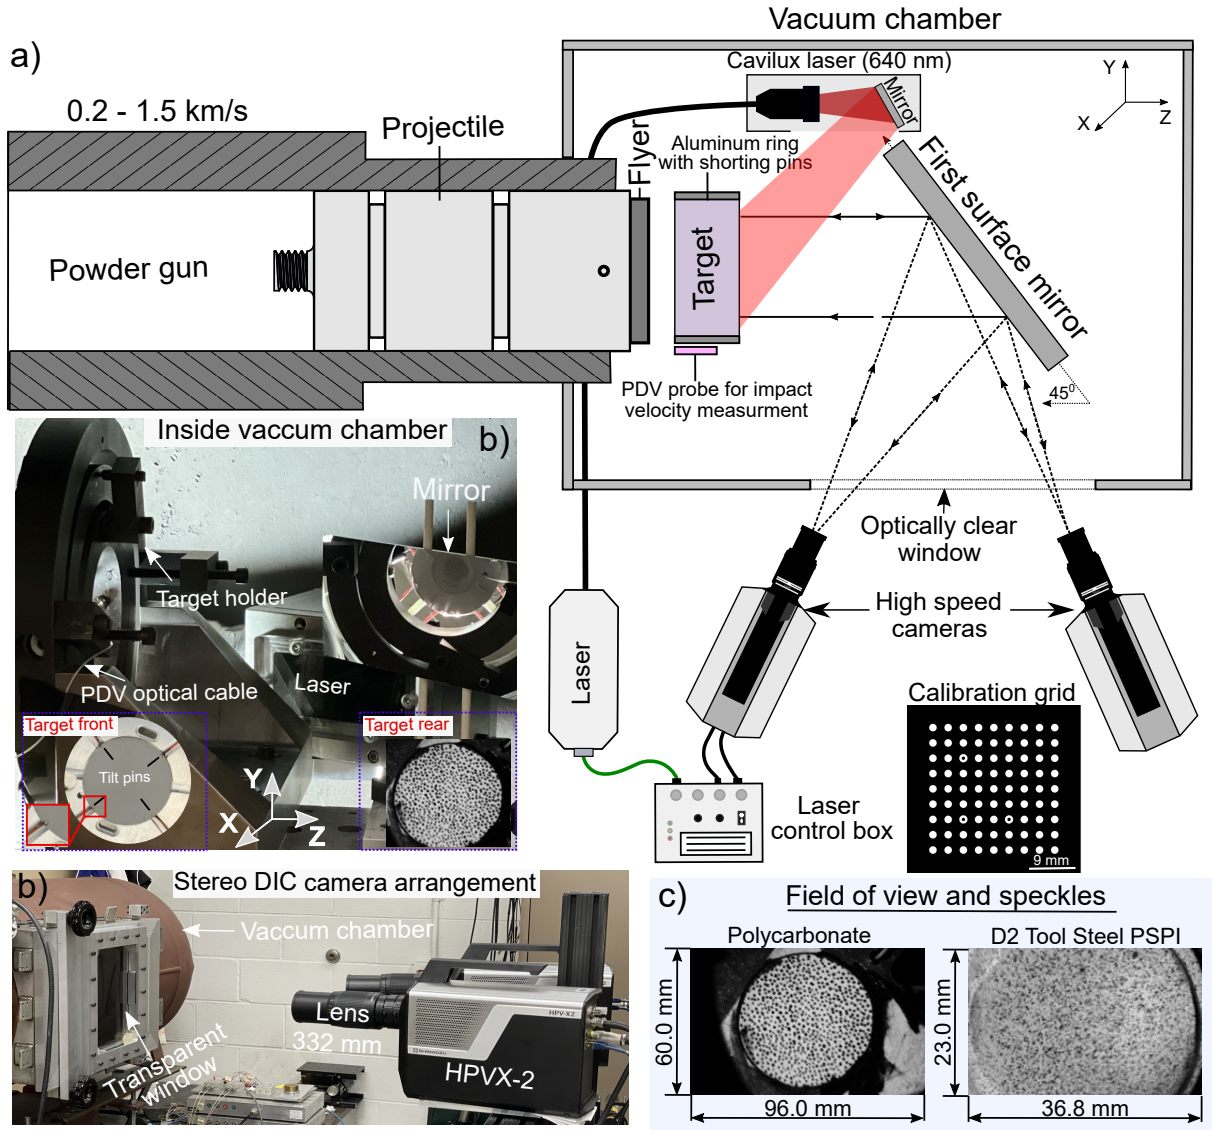 Vacuum chamber
a)
0.2 - 1.5 km/s
Projectile
Powder gun
Flyer
Cavilux laser (640 nm)
Mirror
Aluminum ring
with shorting pins
Target
First surface mirror
Y
X
Z
PDV probe for impact
velocity measurment
45⁰
Optically clear
window
High speed
cameras
Laser
Laser
control box
Calibration grid
9 mm
Inside vaccum chamber
b)
Mirror
Target holder
PDV optical cable
Laser
Target front
Tilt pins
Target rear
Y
X
Z
b)
Stereo DIC camera arrangement
Vaccum chamber
Lens
332 mm
HPV-X2
SHIMADZU
HPVX-2
Transparent
window
c)
Field of view and speckles
Polycarbonate
D2 Tool Steel PSPI
60.0 mm
96.0 mm
23.0 mm
36.8 mm